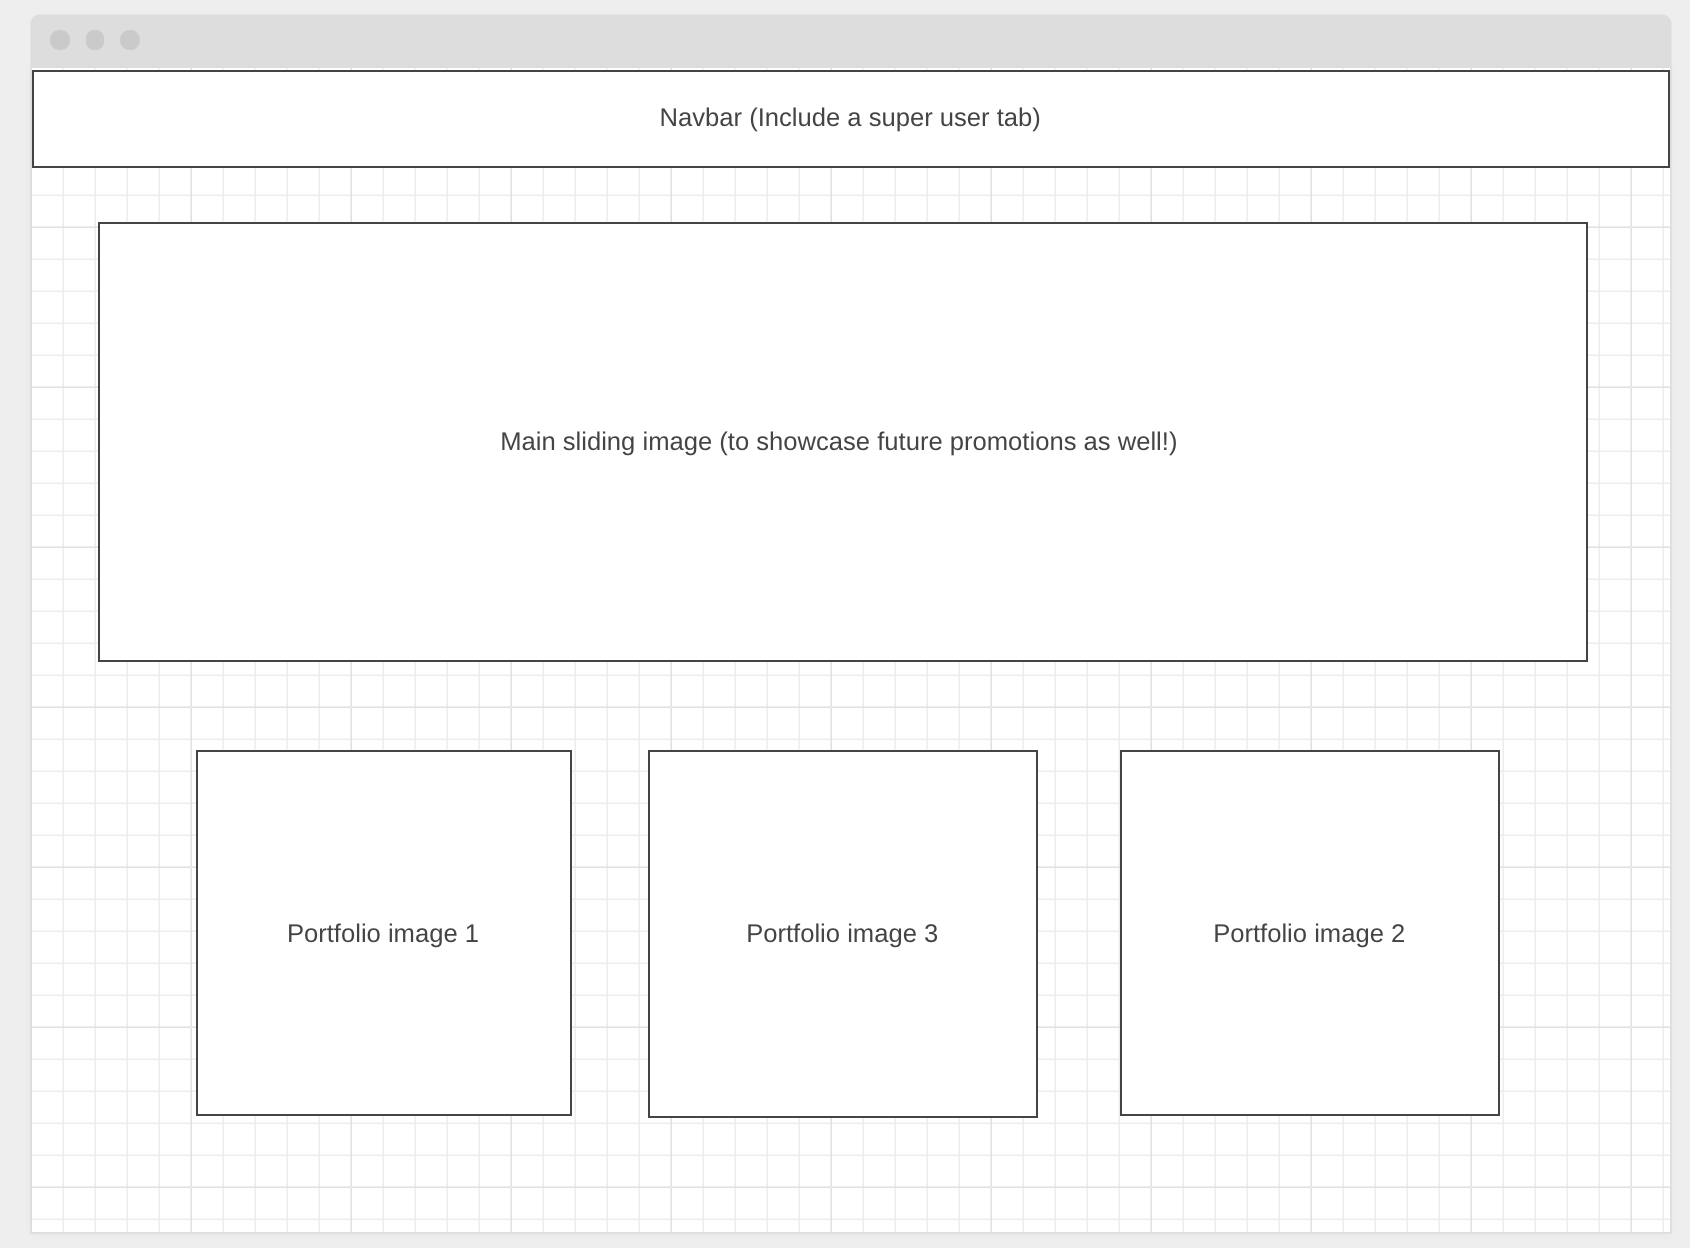 Navbar (Include a super user tab)
Main sliding image (to showcase future promotions as well!)
Portfolio image 1
Portfolio image 3
Portfolio image 2